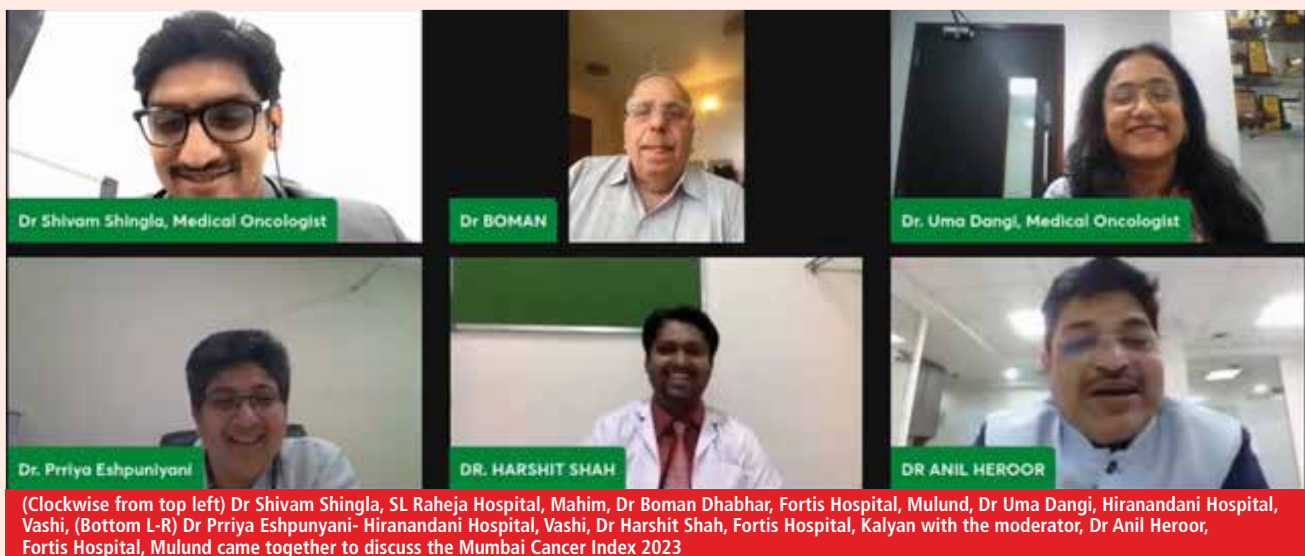 Dr Shivam Shingla, Medical Oncologist
Dr BOMAN
Dr. Uma Dangi, Medical Oncologist
Dr. Prriya Eshpuniyani
DR. HARSHIT SHAH
DR ANIL HEROOR
(Clockwise from top left) Dr Shivam Shingla, SL Raheja Hospital, Mahim, Dr Boman Dhabhar, Fortis Hospital, Mulund, Dr Uma Dangi, Hiranandani Hospital,
Vashi, (Bottom L-R) Dr Prriya Eshpunyani- Hiranandani Hospital, Vashi, Dr Harshit Shah, Fortis Hospital, Kalyan with the moderator, Dr Anil Heroor,
Fortis Hospital, Mulund came together to discuss the Mumbai Cancer Index 2023